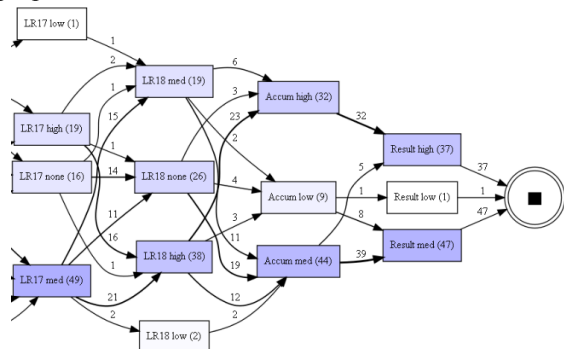 LR17 low (1)
1
2
LR18 med (19)
6
1
3
Accum high (32)
15
23
32
LR17 high (19)
1
2
5
Result high (37)
37
LR17 none (16)
14
LR18 none (26)
4
Accum low (9)
1
Result low (1)
1
11
3
8
47
16
11
Result med (47)
LR18 high (38)
1
19
Accum med (44)
39
LR17 med (49)
21
12
2
2
LR18 low (2)